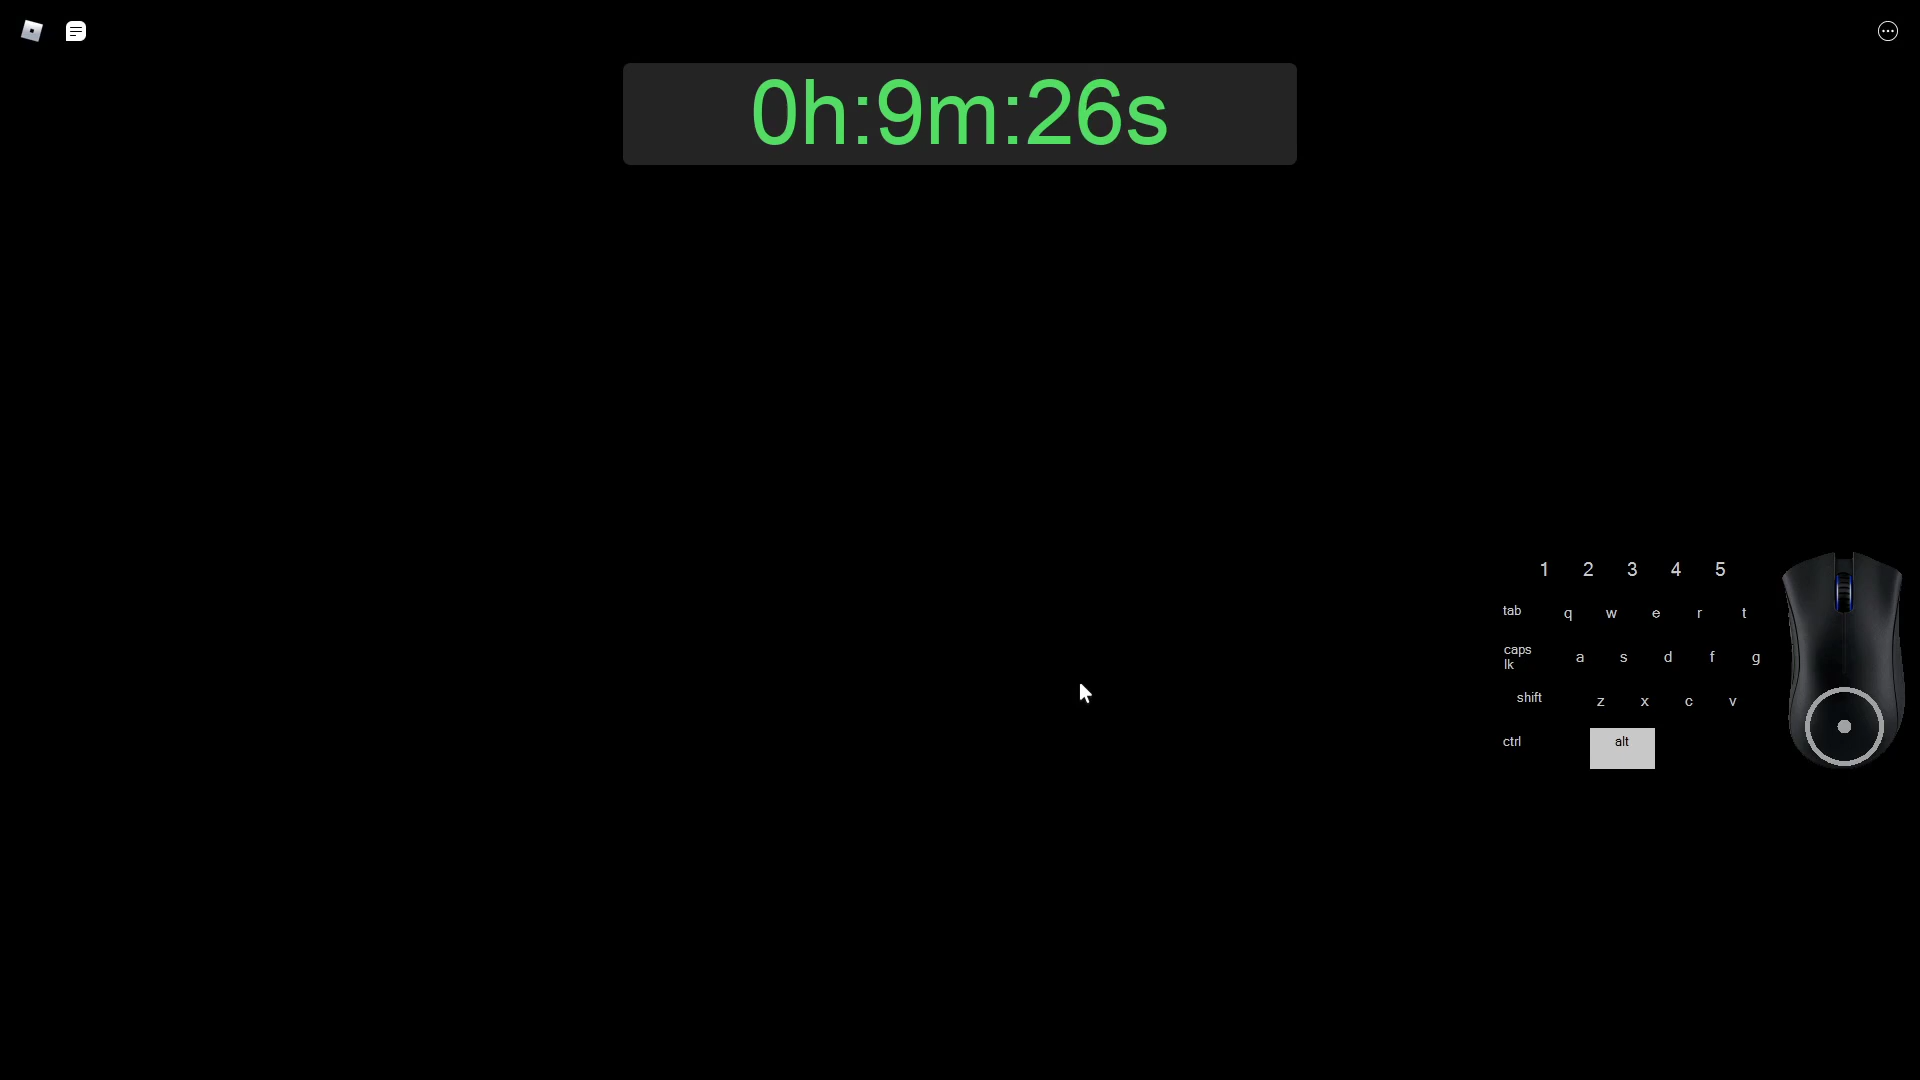 0h:9m:26s
1 2 3 4 5
tab q w e r t
caps
lk a s d f g
shift z x c v
ctrl alt